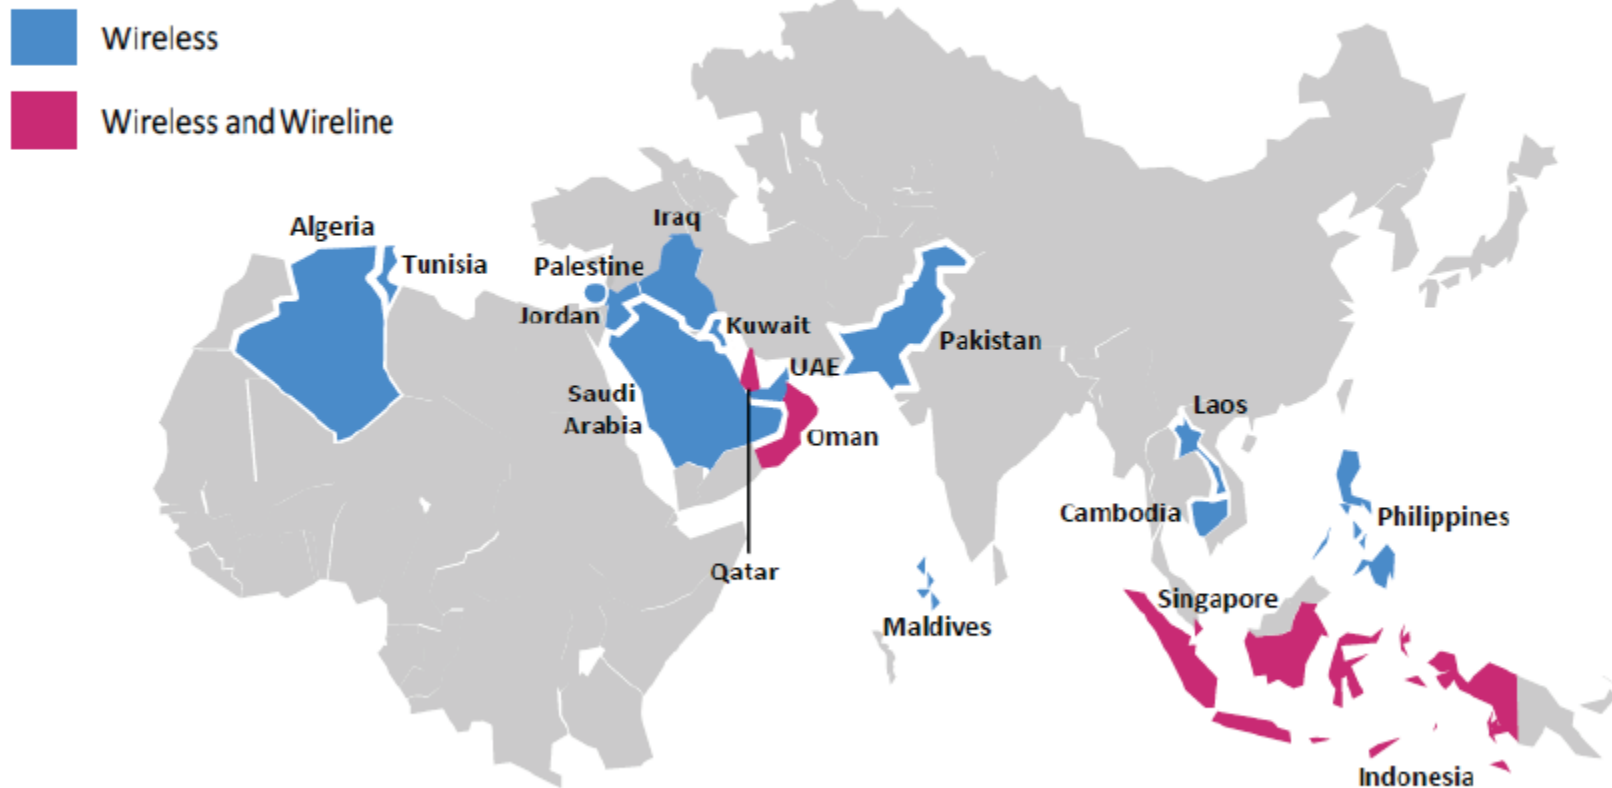 Wireless
Wireless and Wireline
Algeria
Tunisia
Iraq
Palestine
Jordan
Kuwait
UAE
Saudi
Arabia
Oman
Qatar
Pakistan
Maldives
Laos
Cambodia
Philippines
Singapore
Indonesia